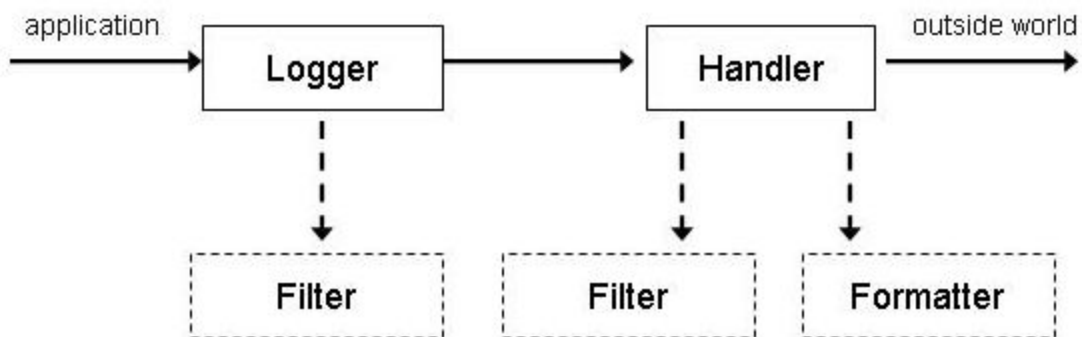 application
outside world
Logger
Handler
Filter
Filter
Formatter